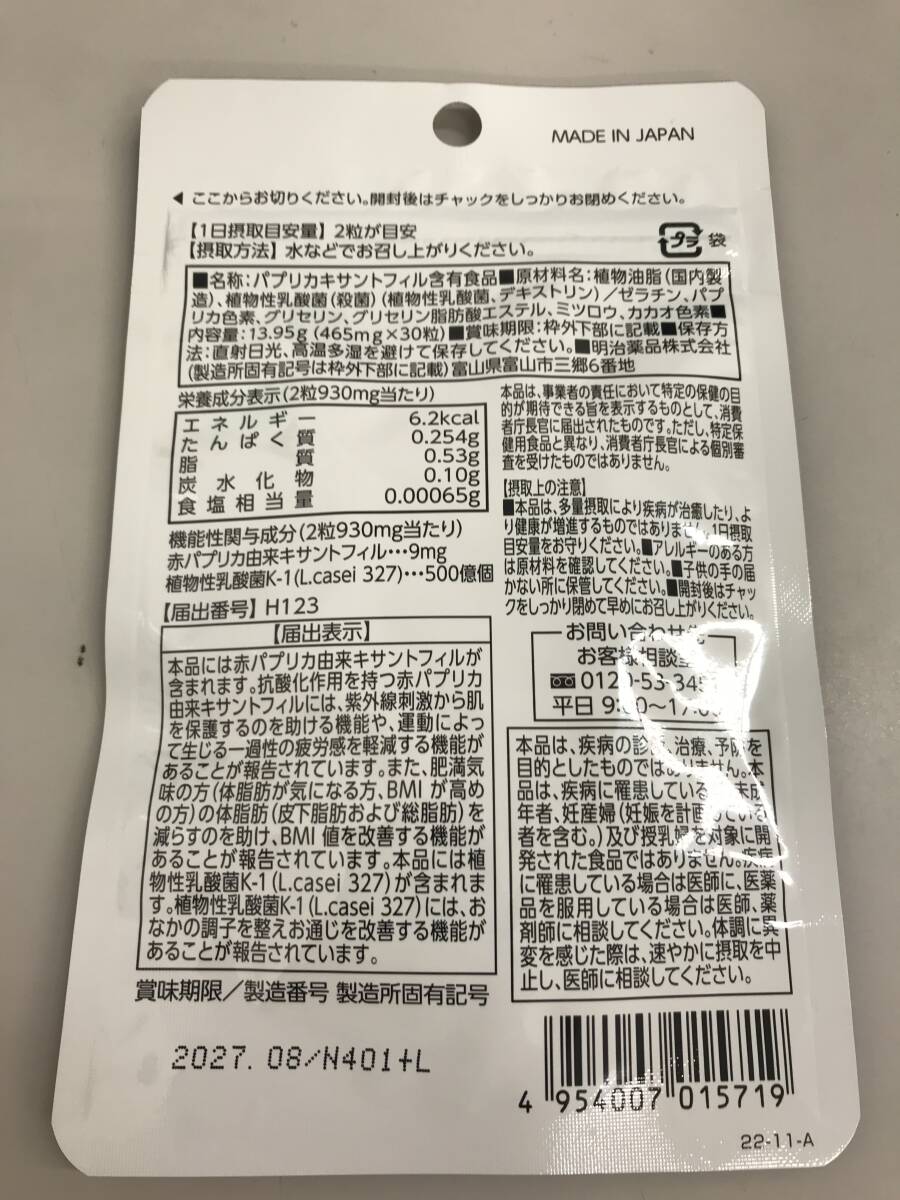 MADE IN JAPAN
◀ ここからお切りください。開封後はチャックをしっかりお閉めください。
【1日摂取目安量】2粒が目安
【摂取方法】水などでお召し上がりください。
プラ 袋
■名称:パプリカキサントフィル含有食品■原材料名:植物油脂(国内製
造)、植物性乳酸菌(殺菌)(植物性乳酸菌、デキストリン)/ゼラチン、パプ
リカ色素、グリセリン、グリセリン脂肪酸エステル、ミツロウ、カカオ色素■
内容量:13.95g(465mg×30粒)■賞味期限:枠外下部に記載■保存方
法:直射日光、高温多湿を避けて保存してください。■明治薬品株式会社
(製造所固有記号は枠外下部に記載)富山県富山市三郷6番地
栄養成分表示(2粒930mg当たり)
エネルギー 6.2kcal
たんぱく質 0.254g
脂質 0.53g
炭水化物 0.10g
食塩相当量 0.00065g
機能性関与成分(2粒930mg当たり)
赤パプリカ由来キサントフィル…9mg
植物性乳酸菌K-1(L.casei 327)…500億個
【届出番号】H123
【届出表示】
本品には赤パプリカ由来キサントフィルが
含まれます。抗酸化作用を持つ赤パプリカ
由来キサントフィルには、紫外線刺激から肌
を保護するのを助ける機能や、運動によっ
て生じる一過性の疲労感を軽減する機能が
あることが報告されています。また、肥満気
味の方(体脂肪が気になる方、BMIが高め
の方)の体脂肪(皮下脂肪および総脂肪)を
減らすのを助け、BMI値を改善する機能が
あることが報告されています。本品には植
物性乳酸菌K-1(L.casei 327)が含まれま
す。植物性乳酸菌K-1(L.casei 327)には、お
なかの調子を整えお通じを改善する機能が
あることが報告されています。
賞味期限/製造番号 製造所固有記号
2027.08/N401+L
本品は、事業者の責任において特定の保健の目
的が期待できる旨を表示するものとして、消費
者庁長官に届出されたものです。ただし、特定保
健用食品と異なり、消費者庁長官による個別審
査を受けたものではありません。
【摂取上の注意】
■本品は、多量摂取により疾病が治癒したり、よ
り健康が増進するものではありません。1日摂取
目安量をお守りください。■アレルギーのある方
は原材料を確認してください。■子供の手の届
かない所に保管してください。■開封後はチャッ
クをしっかり閉めて早めにお召し上がりください。
お問い合わせ先
お客様相談室
0120-53-345
平日 9:00～17:00
本品は、疾病の診断、治療、予防を
目的としたものではありません。本
品は、疾病に罹患している 未成
年者、妊産婦(妊娠を計画している
者を含む。)及び授乳婦を対象に開
発された食品ではありません。疾病
に罹患している場合は医師に、医薬
品を服用している場合は医師、薬
剤師に相談してください。体調に異
変を感じた際は、速やかに摂取を中
止し、医師に相談してください。
4 954007 015719
22-11-A